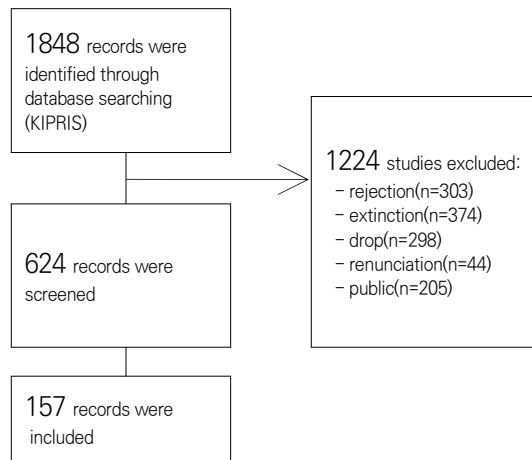 1848 records were
identified through
database searching
(KIPRIS)
1224 studies excluded:
- rejection(n=303)
- extinction(n=374)
- drop(n=298)
- renunciation(n=44)
- public(n=205)
624 records were
screened
157 records were
included